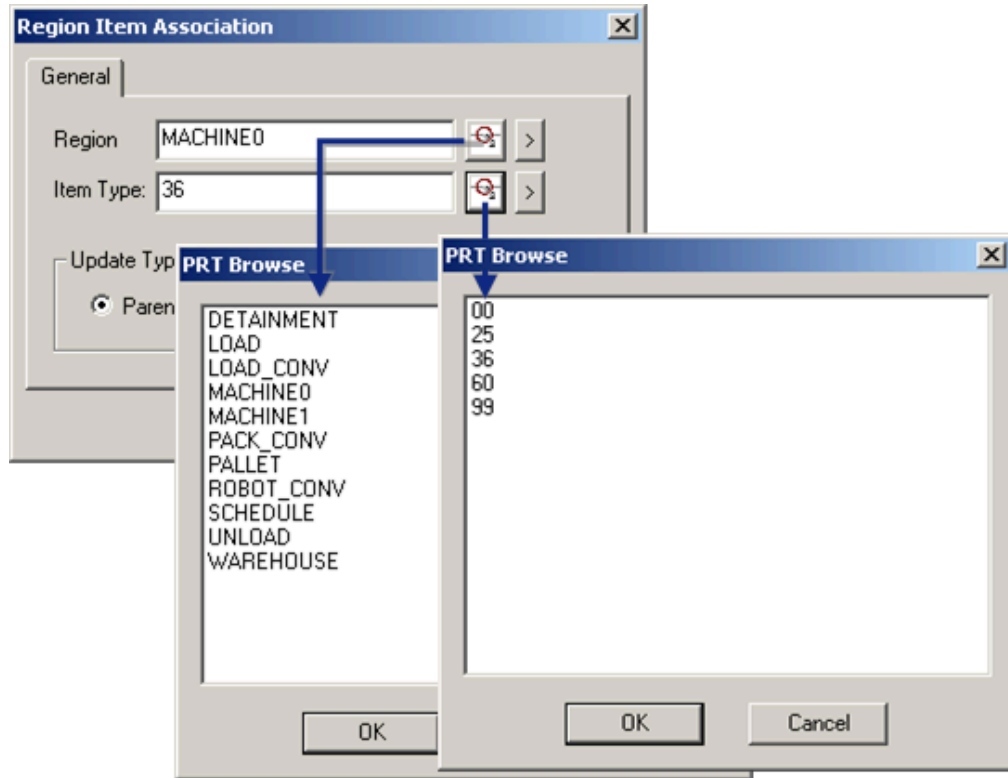 Region Item Association
General
Region MACHINE0 >
Item Type: 36 >
Update Typ
Paren
PRT Browse
DETAINMENT
LOAD
LOAD_CONV
MACHINE0
MACHINE1
PACK_CONV
PALLET
ROBOT_CONV
SCHEDULE
UNLOAD
WAREHOUSE
OK
PRT Browse
00
25
36
60
99
OK Cancel